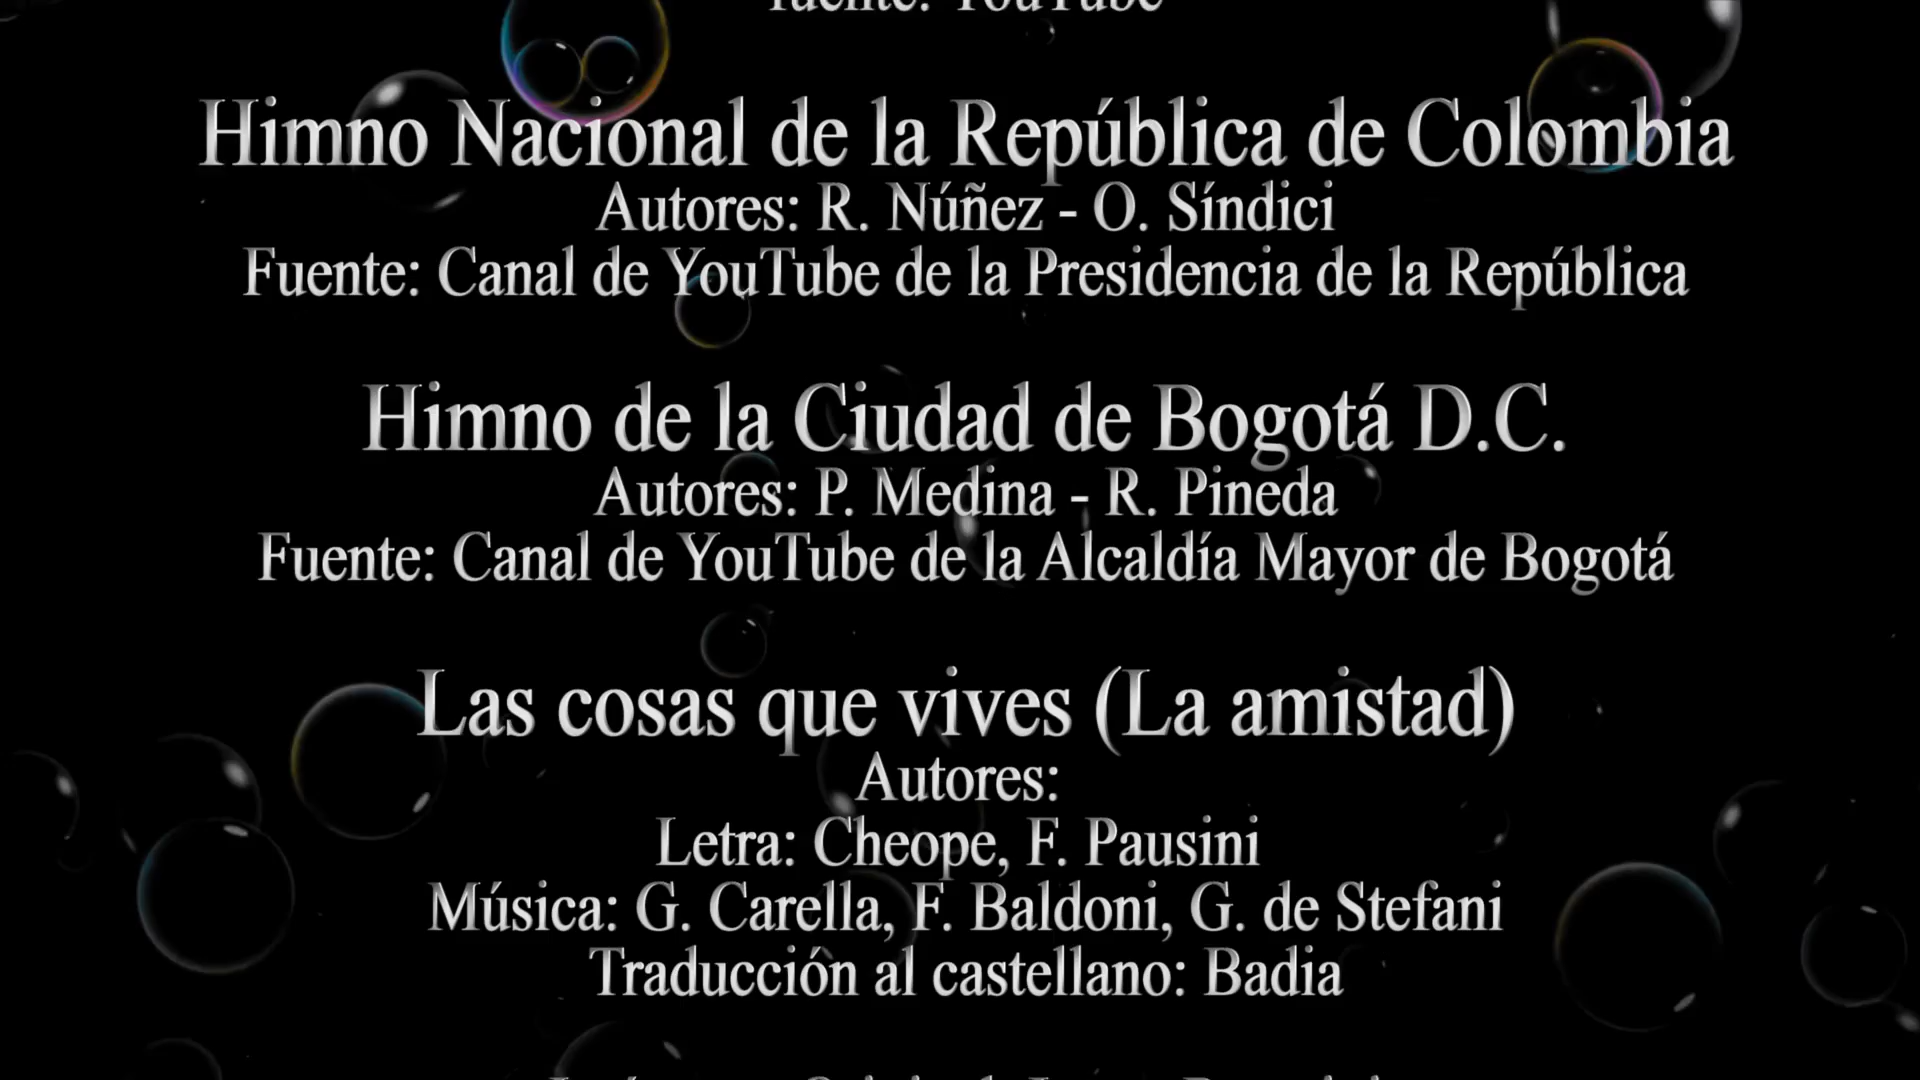 fuente: YouTube
Himno Nacional de la República de Colombia
Autores: R. Núñez - O. Síndici
Fuente: Canal de YouTube de la Presidencia de la República
Himno de la Ciudad de Bogotá D.C.
Autores: P. Medina - R. Pineda
Fuente: Canal de YouTube de la Alcaldía Mayor de Bogotá
Las cosas que vives (La amistad)
Autores:
Letra: Cheope, F. Pausini
Música: G. Carella, F. Baldoni, G. de Stefani
Traducción al castellano: Badia